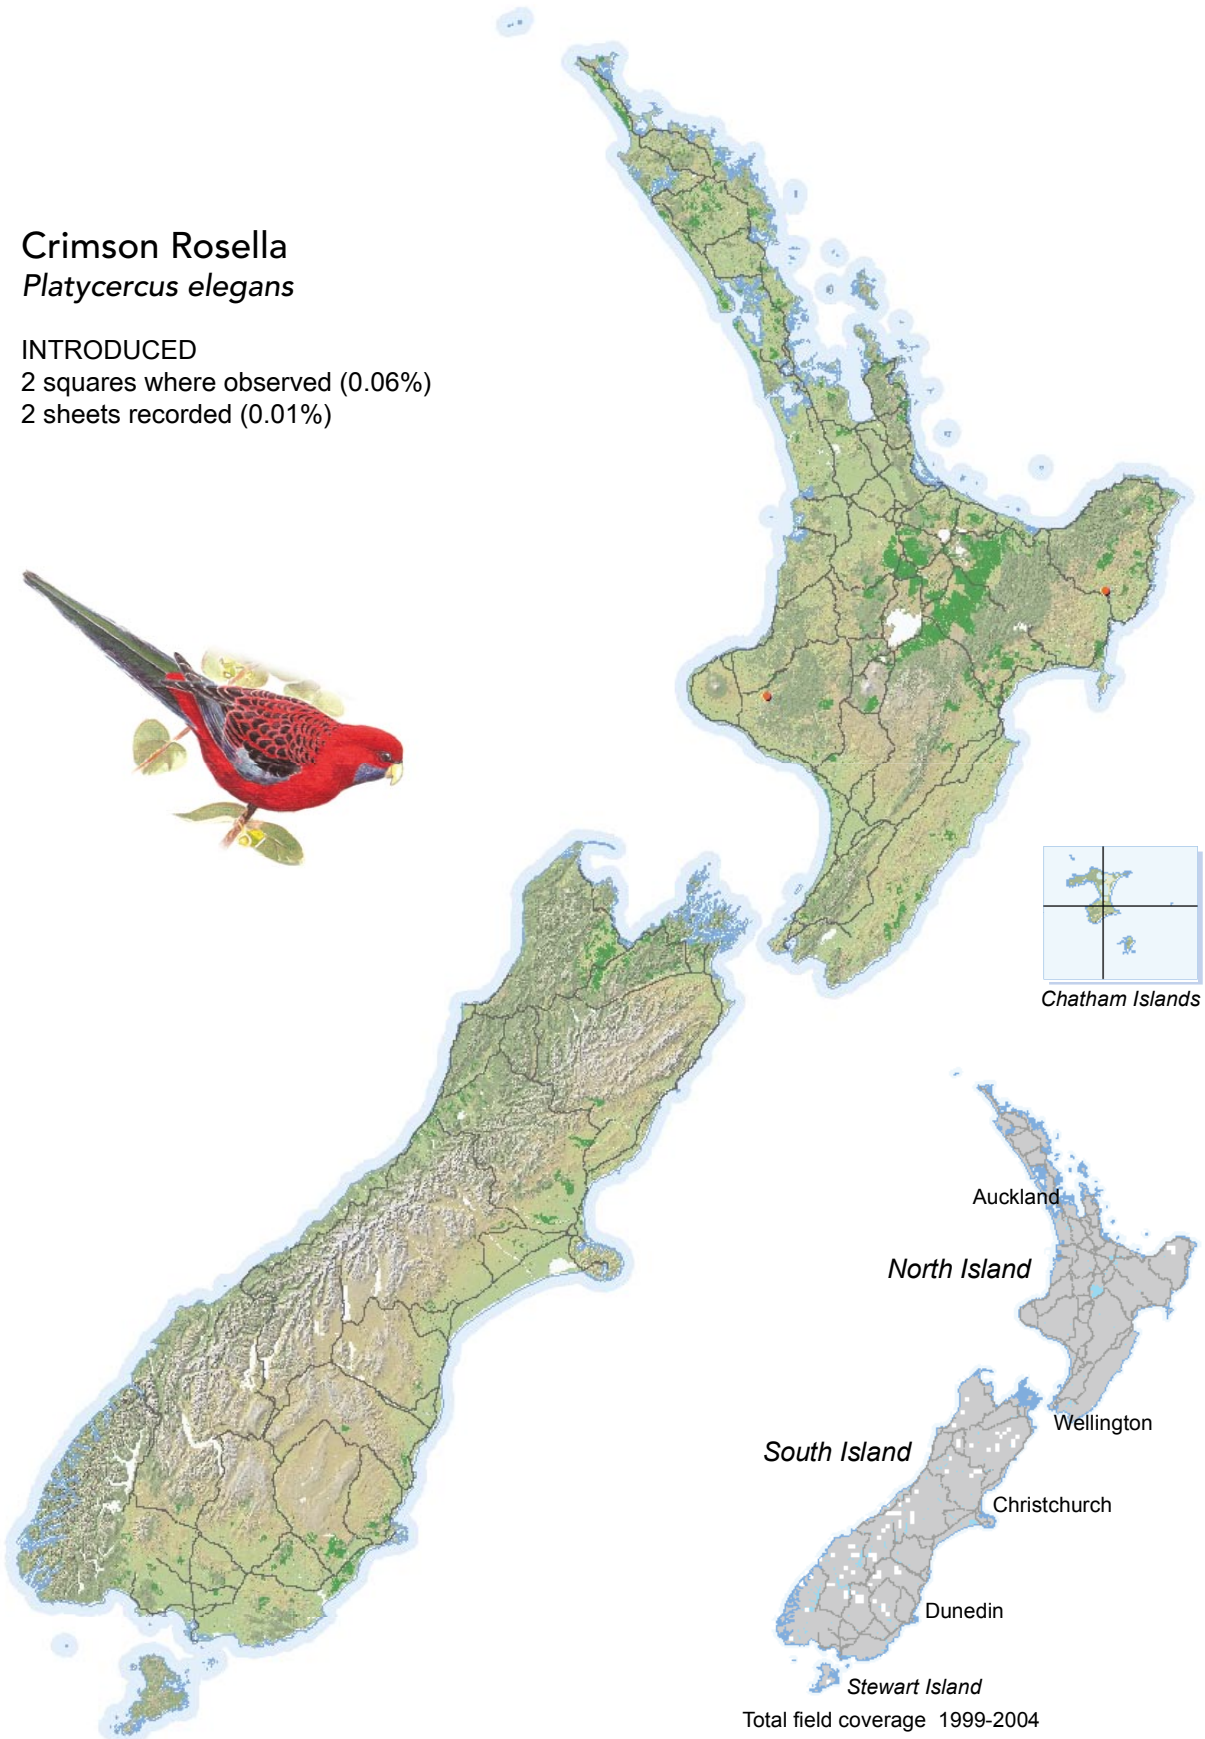 Crimson Rosella
Platycercus elegans
INTRODUCED
2 squares where observed (0.06%)
2 sheets recorded (0.01%)
Chatham Islands
Auckland
North Island
Wellington
South Island
Christchurch
Dunedin
Stewart Island
Total field coverage 1999-2004